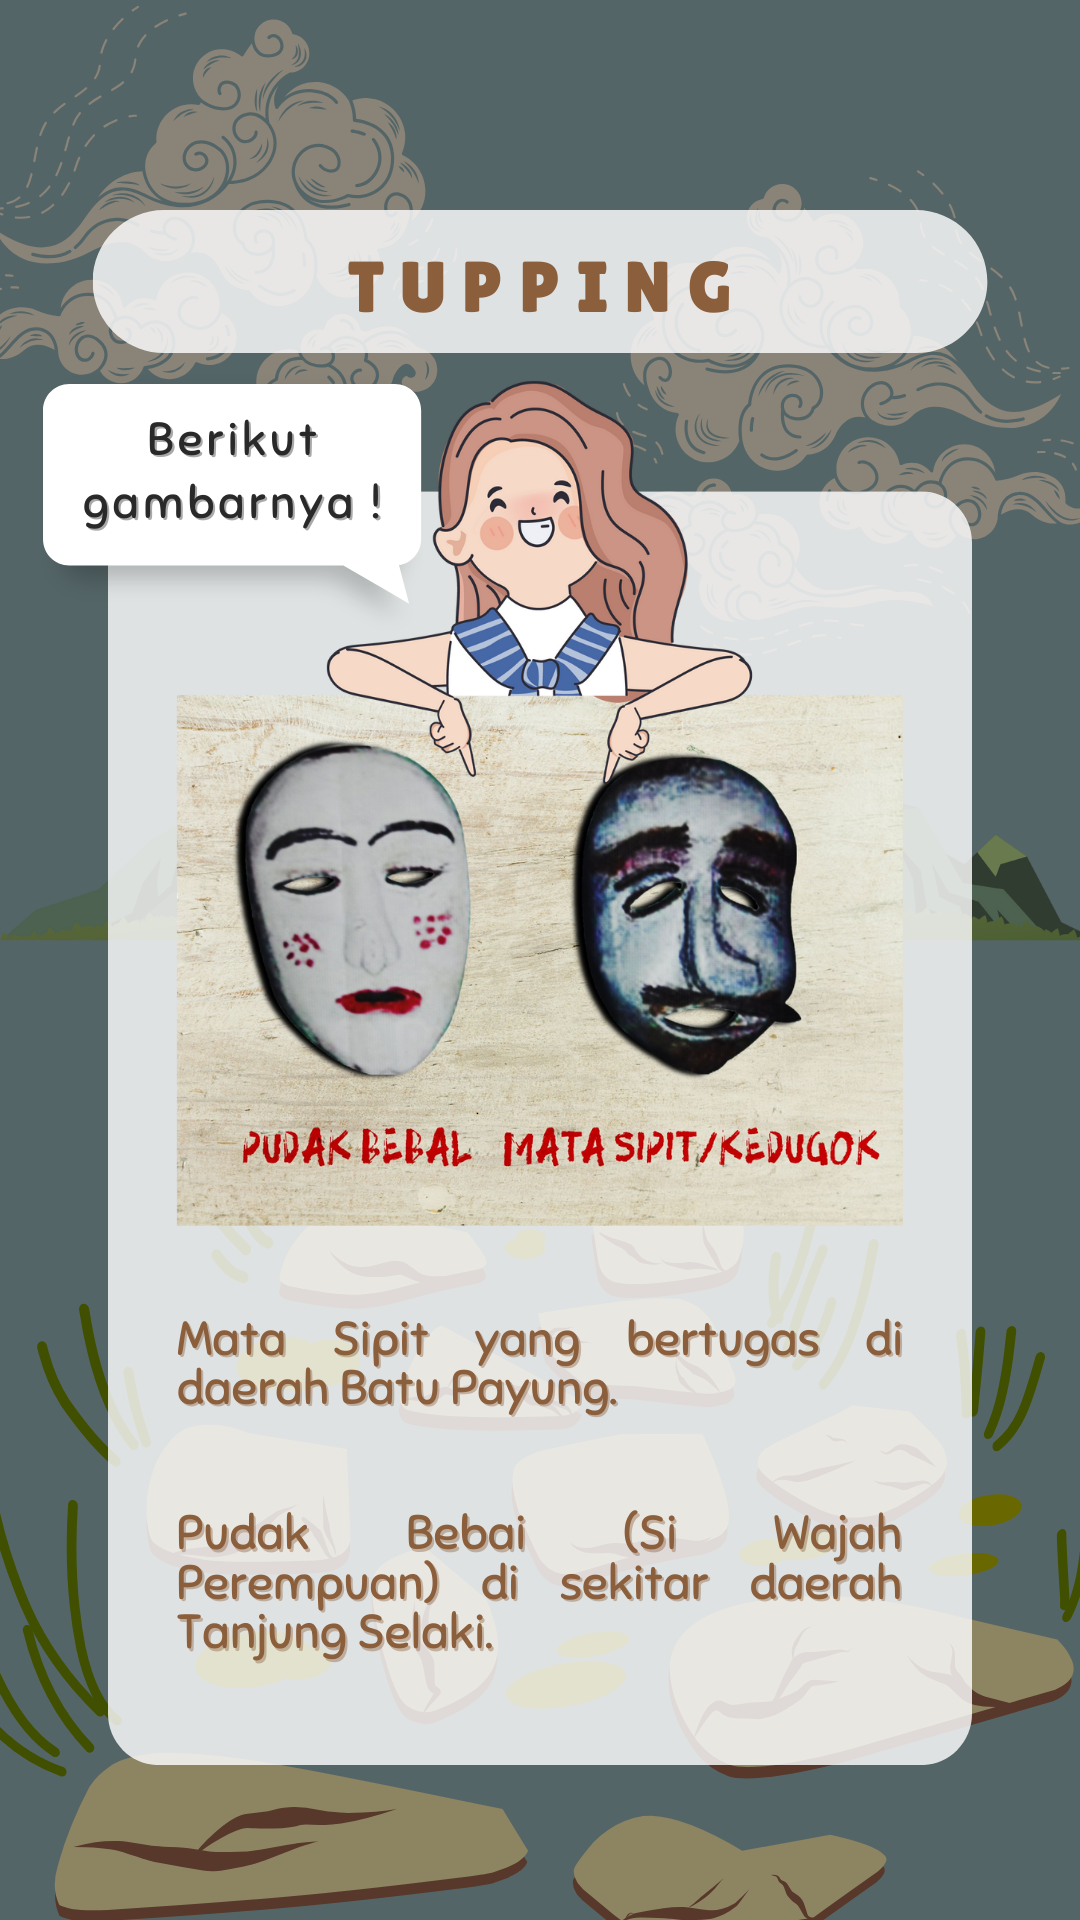 TUPPING
Berikut
gambarnya !
PUDAK BEBAL MATA SIPIT/KEDUGOK
Mata Sipit yang bertugas di
daerah Batu Payung.
Pudak Bebai (Si Wajah
Perempuan) di sekitar daerah
Tanjung Selaki.